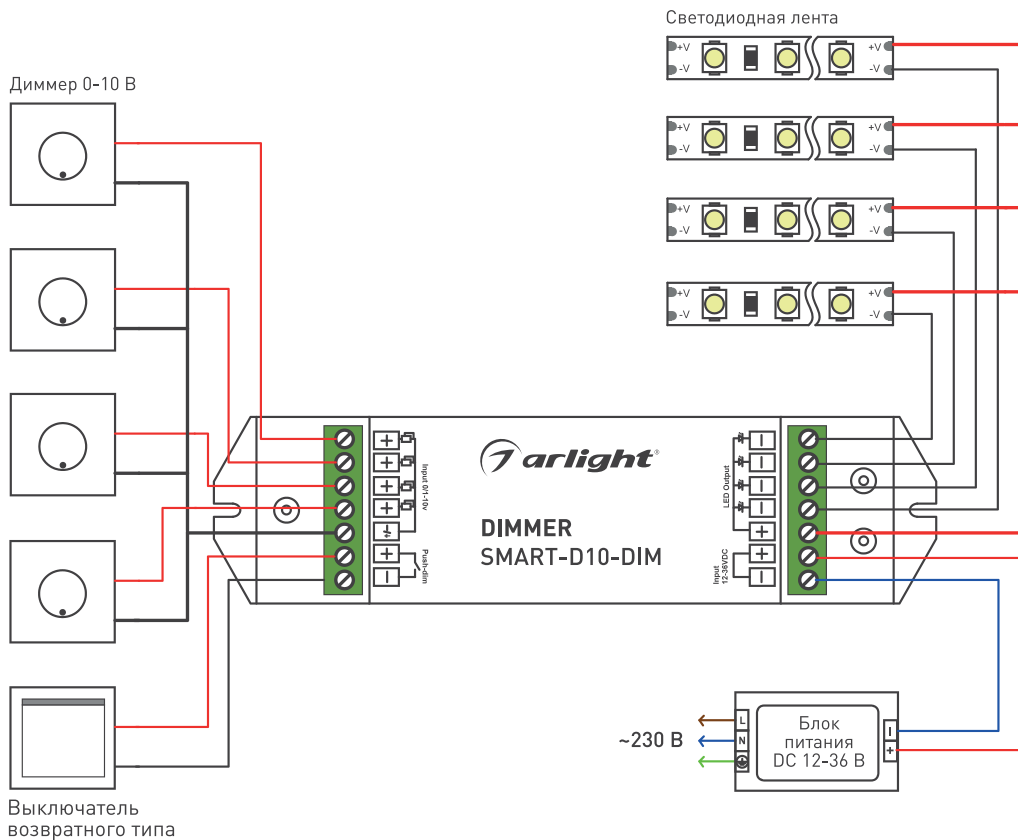 Светодиодная лента
+V +V
-V -V
Диммер 0-10 В
+V +V
-V -V
+V +V
-V -V
+V +V
-V -V
arlight®
Input 0/1-10v
LED Output
DIMMER
SMART-D10-DIM
Push-dim
Input
12-36VDC
~230 В
L
N
Блок
питания
DC 12-36 В
Выключатель
возвратного типа